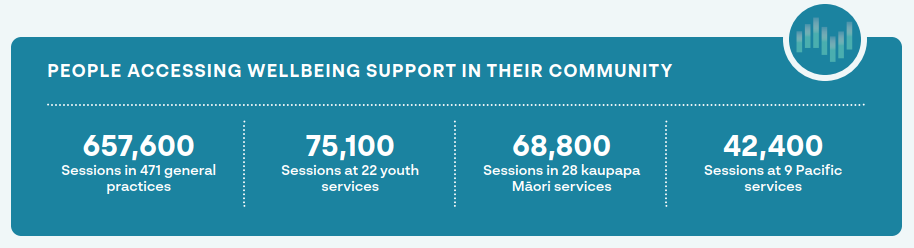 PEOPLE ACCESSING WELLBEING SUPPORT IN THEIR COMMUNITY
657,600
Sessions in 471 general
practices
75,100
Sessions at 22 youth
services
68,800
Sessions in 28 kaupapa
Māori services
42,400
Sessions at 9 Pacific
services